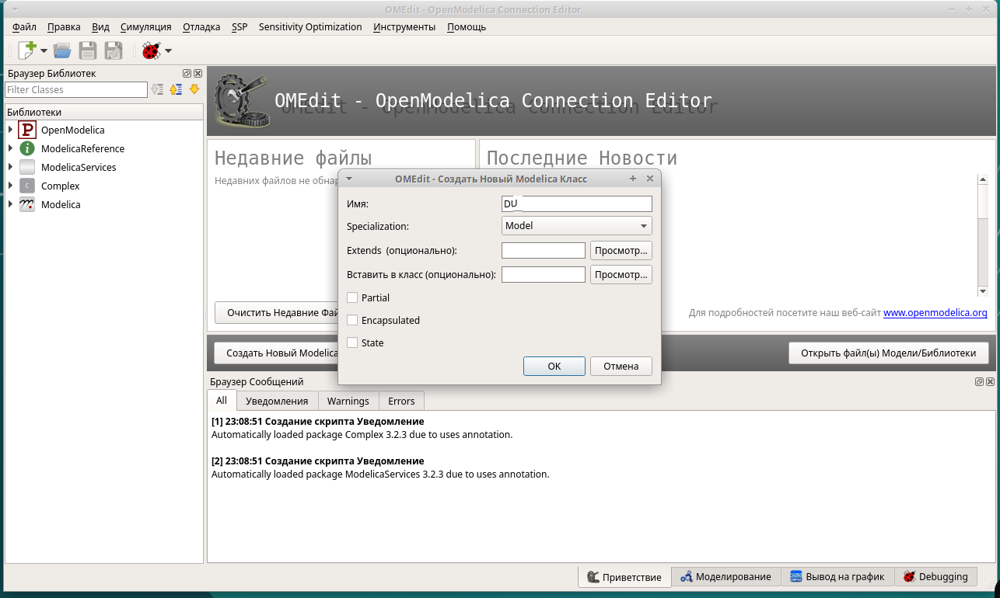 OMEdit - OpenModelica Connection Editor
Файл Правка Вид Симуляция Отладка SSP Sensitivity Optimization Инструменты Помощь
Браузер Библиотек
Filter Classes
Библиотеки
P OpenModelica
i ModelicaReference
ModelicaServices
C Complex
Modelica
OMEdit - OpenModelica Connection Editor
Недавние файлы
Недавних файлов не обнар
Очистить Недавние Фай
Последние Новости
Для подробностей посетите наш веб-сайт www.openmodelica.org
Создать Новый Modelica
Открыть файл(ы) Модели/Библиотеки
OMEdit - Создать Новый Modelica Класс
Имя: DU
Specialization: Model
Extends (опционально): Просмотр...
Вставить в класс (опционально): Просмотр...
Partial
Encapsulated
State
OK Отмена
Браузер Сообщений
All Уведомления Warnings Errors
[1] 23:08:51 Создание скрипта Уведомление
Automatically loaded package Complex 3.2.3 due to uses annotation.
[2] 23:08:51 Создание скрипта Уведомление
Automatically loaded package ModelicaServices 3.2.3 due to uses annotation.
Приветствие Моделирование Вывод на график Debugging